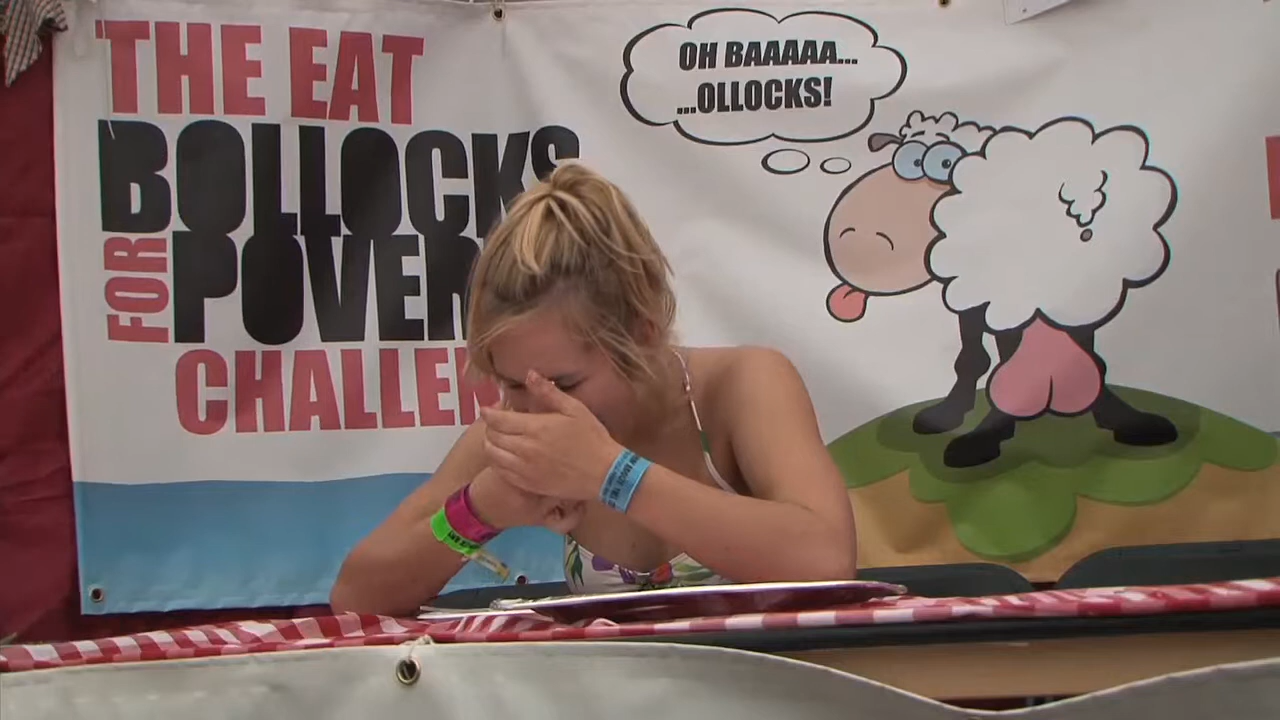 THE EAT
BOLLOCKS
FOR
POVER
CHALLEN
OH BAAAAA...
...OLLOCKS!